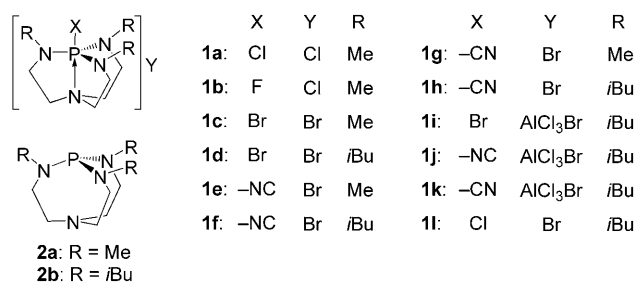 X
R R
N N R
P N
N
Y
X Y R X Y R
1a: Cl Cl Me 1g: –CN Br Me
1b: F Cl Me 1h: –CN Br iBu
1c: Br Br Me 1i: Br AlCl3Br iBu
1d: Br Br iBu 1j: –NC AlCl3Br iBu
1e: –NC Br Me 1k: –CN AlCl3Br iBu
1f: –NC Br iBu 1l: Cl Br iBu
R R
N P N R
N
N
2a: R = Me
2b: R = iBu